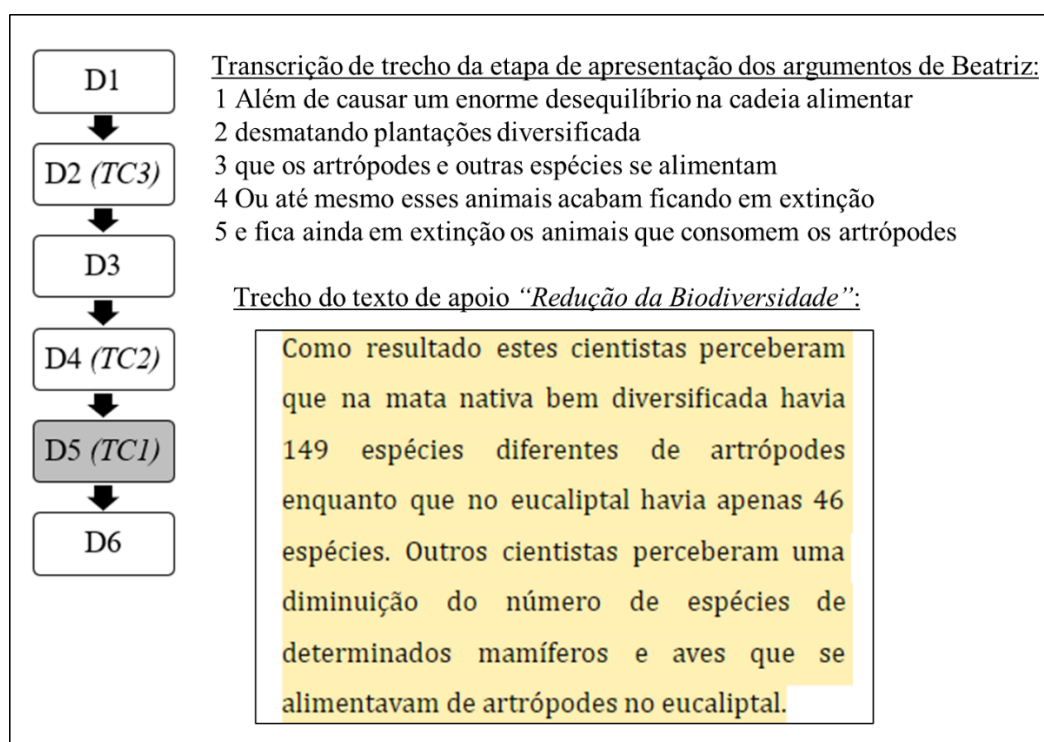 D1
D2 (TC3)
D3
D4 (TC2)
D5 (TC1)
D6
Transcrição de trecho da etapa de apresentação dos argumentos de Beatriz:
1 Além de causar um enorme desequilíbrio na cadeia alimentar
2 desmatando plantações diversificada
3 que os artrópodes e outras espécies se alimentam
4 Ou até mesmo esses animais acabam ficando em extinção
5 e fica ainda em extinção os animais que consomem os artrópodes
Trecho do texto de apoio “Redução da Biodiversidade”:
Como resultado estes cientistas perceberam
que na mata nativa bem diversificada havia
149 espécies diferentes de artrópodes
enquanto que no eucaliptal havia apenas 46
espécies. Outros cientistas perceberam uma
diminuição do número de espécies de
determinados mamíferos e aves que se
alimentavam de artrópodes no eucaliptal.